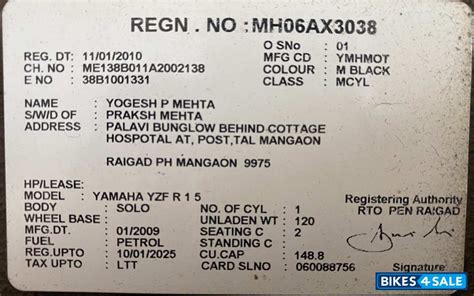 REGN . NO :MH06AX3038
REG. DT: 11/01/2010 O SNo : 01
CH. NO : ME138B011A2002138 MFG CD : YMHMOT
E NO : 38B1001331 COLOUR : M BLACK
CLASS : MCYL
NAME : YOGESH P MEHTA
S/W/D OF : PRAKSH MEHTA
ADDRESS : PALAVI BUNGLOW BEHIND COTTAGE
HOSPOTAL AT, POST,TAL MANGAON
RAIGAD PH MANGAON 9975
HP/LEASE:
MODEL : YAMAHA YZF R 1 5
BODY : SOLO NO. OF CYL : 1
WHEEL BASE : UNLADEN WT : 120
MFG.DT: : 01/2009 SEATING C : 2
FUEL : PETROL STANDING C :
REG.UPTO : 10/01/2025 CU.CAP : 148.8
TAX UPTO : LTT CARD SL NO : 060088756
Registering Authority
RTO PEN RAIGAD
Signature
BIKES4SALE